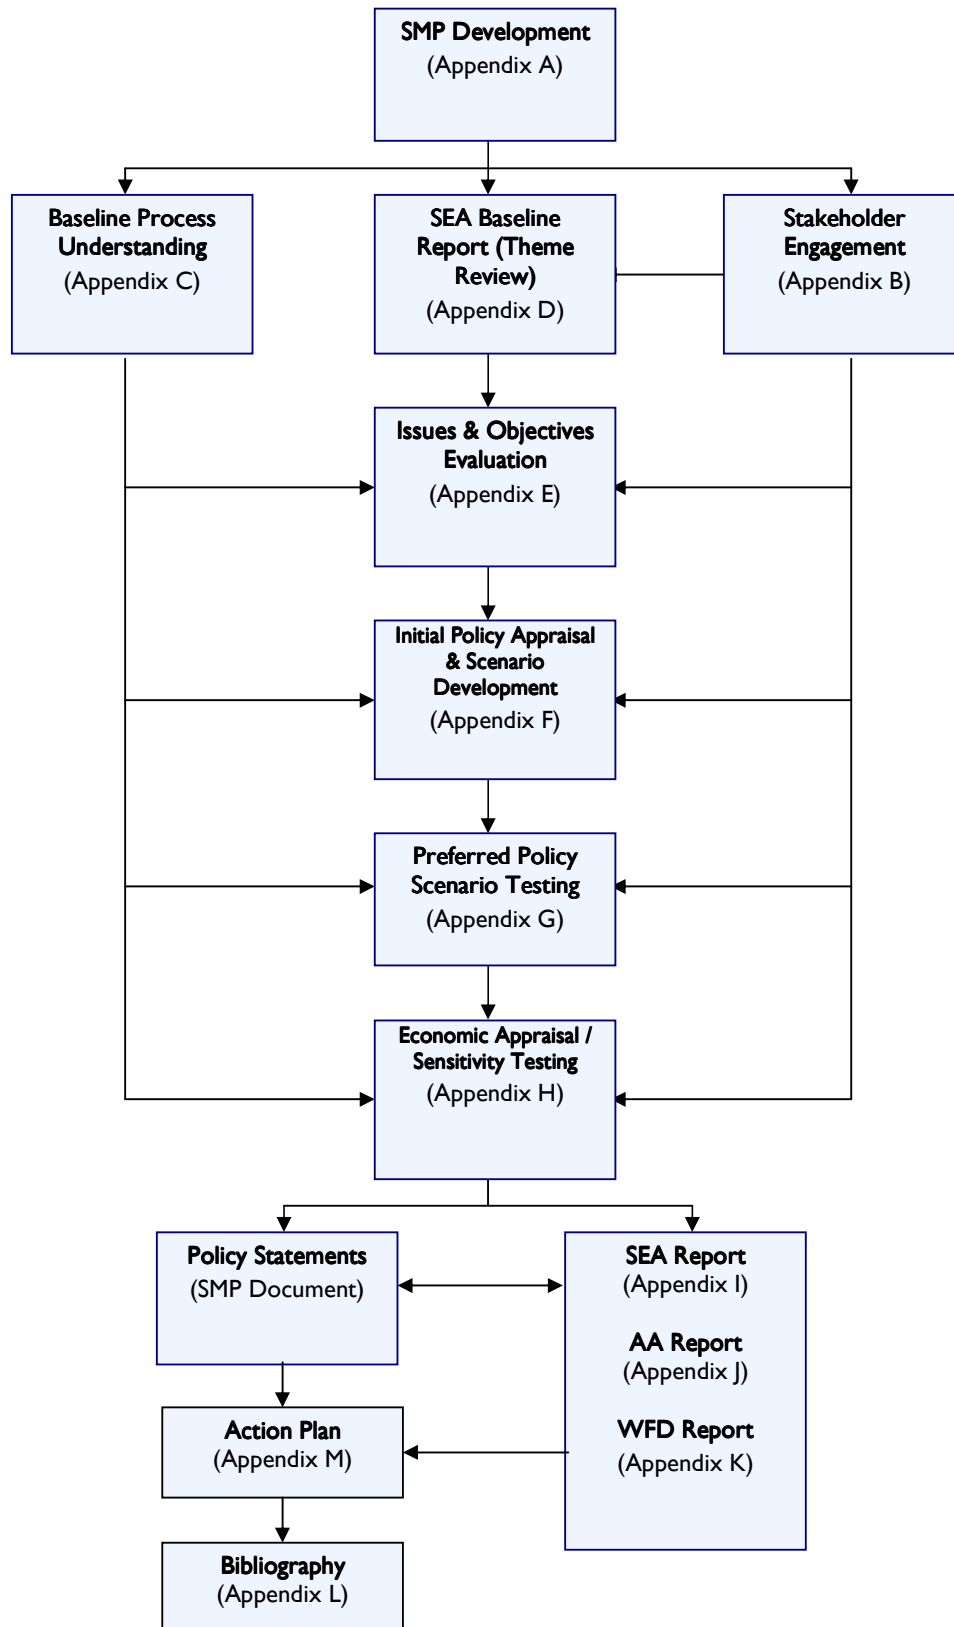 SMP Development
(Appendix A)
Baseline Process
Understanding
(Appendix C)
SEA Baseline
Report (Theme
Review)
(Appendix D)
Stakeholder
Engagement
(Appendix B)
Issues & Objectives
Evaluation
(Appendix E)
Initial Policy Appraisal
& Scenario
Development
(Appendix F)
Preferred Policy
Scenario Testing
(Appendix G)
Economic Appraisal /
Sensitivity Testing
(Appendix H)
Policy Statements
(SMP Document)
SEA Report
(Appendix I)
AA Report
(Appendix J)
WFD Report
(Appendix K)
Action Plan
(Appendix M)
Bibliography
(Appendix L)